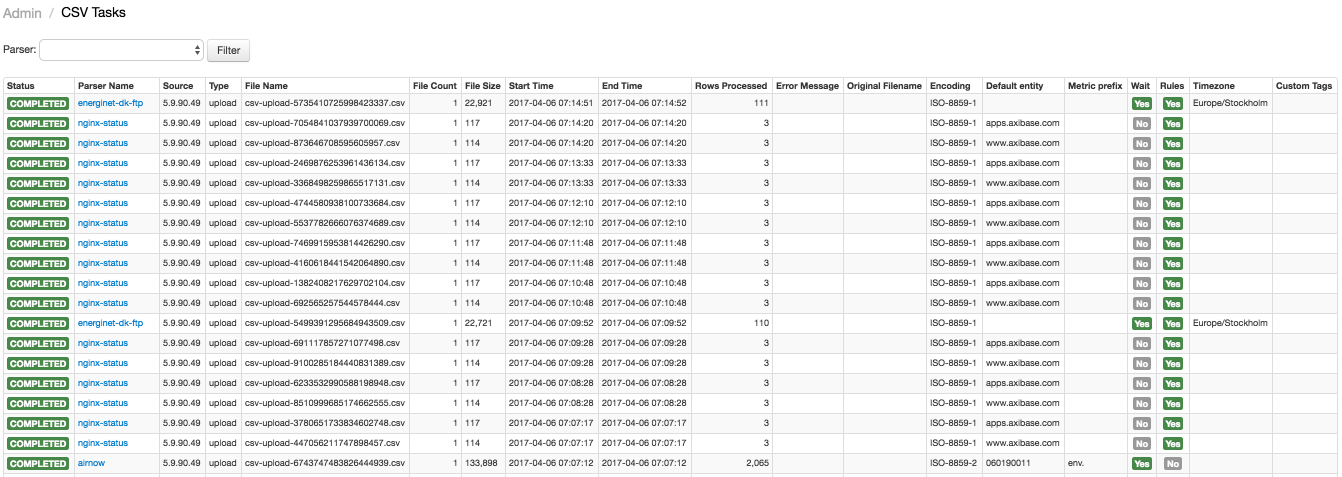 Admin / CSV Tasks
Parser: Filter
Status Parser Name Source Type File Name File Count File Size Start Time End Time Rows Processed Error Message Original Filename Encoding Default entity Metric prefix Wait Rules Timezone Custom Tags
COMPLETED energinet-dk-ftp 5.9.90.49 upload csv-upload-5735410725998423337.csv 1 22,921 2017-04-06 07:14:51 2017-04-06 07:14:52 111 ISO-8859-1 Yes Yes Europe/Stockholm
COMPLETED nginx-status 5.9.90.49 upload csv-upload-7054841037939700069.csv 1 117 2017-04-06 07:14:20 2017-04-06 07:14:20 3 ISO-8859-1 apps.axibase.com No Yes
COMPLETED nginx-status 5.9.90.49 upload csv-upload-873646708595605957.csv 1 114 2017-04-06 07:14:20 2017-04-06 07:14:20 3 ISO-8859-1 www.axibase.com No Yes
COMPLETED nginx-status 5.9.90.49 upload csv-upload-2469876253961436134.csv 1 117 2017-04-06 07:13:33 2017-04-06 07:13:33 3 ISO-8859-1 apps.axibase.com No Yes
COMPLETED nginx-status 5.9.90.49 upload csv-upload-3368498259865517131.csv 1 114 2017-04-06 07:13:33 2017-04-06 07:13:33 3 ISO-8859-1 www.axibase.com No Yes
COMPLETED nginx-status 5.9.90.49 upload csv-upload-4744580938100733684.csv 1 117 2017-04-06 07:12:10 2017-04-06 07:12:10 3 ISO-8859-1 apps.axibase.com No Yes
COMPLETED nginx-status 5.9.90.49 upload csv-upload-5537782666076374689.csv 1 114 2017-04-06 07:12:10 2017-04-06 07:12:10 3 ISO-8859-1 www.axibase.com No Yes
COMPLETED nginx-status 5.9.90.49 upload csv-upload-7469915953814426290.csv 1 117 2017-04-06 07:11:48 2017-04-06 07:11:48 3 ISO-8859-1 apps.axibase.com No Yes
COMPLETED nginx-status 5.9.90.49 upload csv-upload-4160618441542064890.csv 1 114 2017-04-06 07:11:48 2017-04-06 07:11:48 3 ISO-8859-1 www.axibase.com No Yes
COMPLETED nginx-status 5.9.90.49 upload csv-upload-1382408217629702104.csv 1 117 2017-04-06 07:10:48 2017-04-06 07:10:48 3 ISO-8859-1 apps.axibase.com No Yes
COMPLETED nginx-status 5.9.90.49 upload csv-upload-692565257544578444.csv 1 114 2017-04-06 07:10:48 2017-04-06 07:10:48 3 ISO-8859-1 www.axibase.com No Yes
COMPLETED energinet-dk-ftp 5.9.90.49 upload csv-upload-5499391295684943509.csv 1 22,721 2017-04-06 07:09:52 2017-04-06 07:09:52 110 ISO-8859-1 Yes Yes Europe/Stockholm
COMPLETED nginx-status 5.9.90.49 upload csv-upload-691117857271077498.csv 1 117 2017-04-06 07:09:28 2017-04-06 07:09:28 3 ISO-8859-1 apps.axibase.com No Yes
COMPLETED nginx-status 5.9.90.49 upload csv-upload-9100285184440831389.csv 1 114 2017-04-06 07:09:28 2017-04-06 07:09:28 3 ISO-8859-1 www.axibase.com No Yes
COMPLETED nginx-status 5.9.90.49 upload csv-upload-6233532990588198948.csv 1 117 2017-04-06 07:08:28 2017-04-06 07:08:28 3 ISO-8859-1 apps.axibase.com No Yes
COMPLETED nginx-status 5.9.90.49 upload csv-upload-8510999685174662555.csv 1 114 2017-04-06 07:08:28 2017-04-06 07:08:28 3 ISO-8859-1 www.axibase.com No Yes
COMPLETED nginx-status 5.9.90.49 upload csv-upload-3780651733834602748.csv 1 117 2017-04-06 07:07:17 2017-04-06 07:07:17 3 ISO-8859-1 apps.axibase.com No Yes
COMPLETED nginx-status 5.9.90.49 upload csv-upload-447056211747898457.csv 1 114 2017-04-06 07:07:17 2017-04-06 07:07:17 3 ISO-8859-1 www.axibase.com No Yes
COMPLETED airnow 5.9.90.49 upload csv-upload-6743747483826444939.csv 1 133,898 2017-04-06 07:07:12 2017-04-06 07:07:12 2,065 ISO-8859-2 060190011 env. Yes No